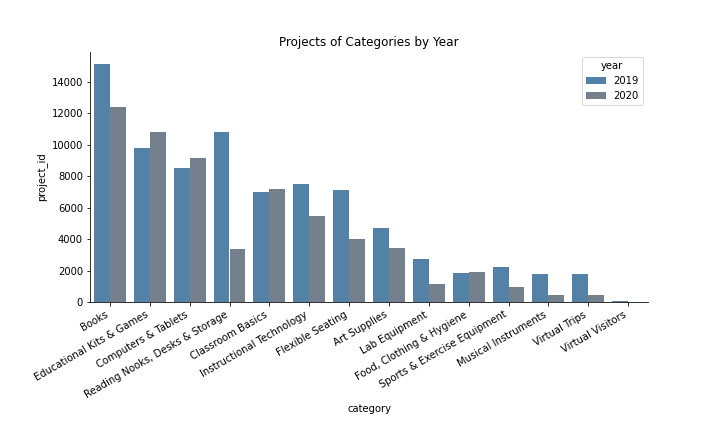 Projects of Categories by Year
year
2019
2020
project_id
14000
12000
10000
8000
6000
4000
2000
0
Books
Educational Kits & Games
Computers & Tablets
Reading Nooks, Desks & Storage
Classroom Basics
Instructional Technology
Flexible Seating
Art Supplies
Lab Equipment
Food, Clothing & Hygiene
Sports & Exercise Equipment
Musical Instruments
Virtual Trips
Virtual Visitors
category